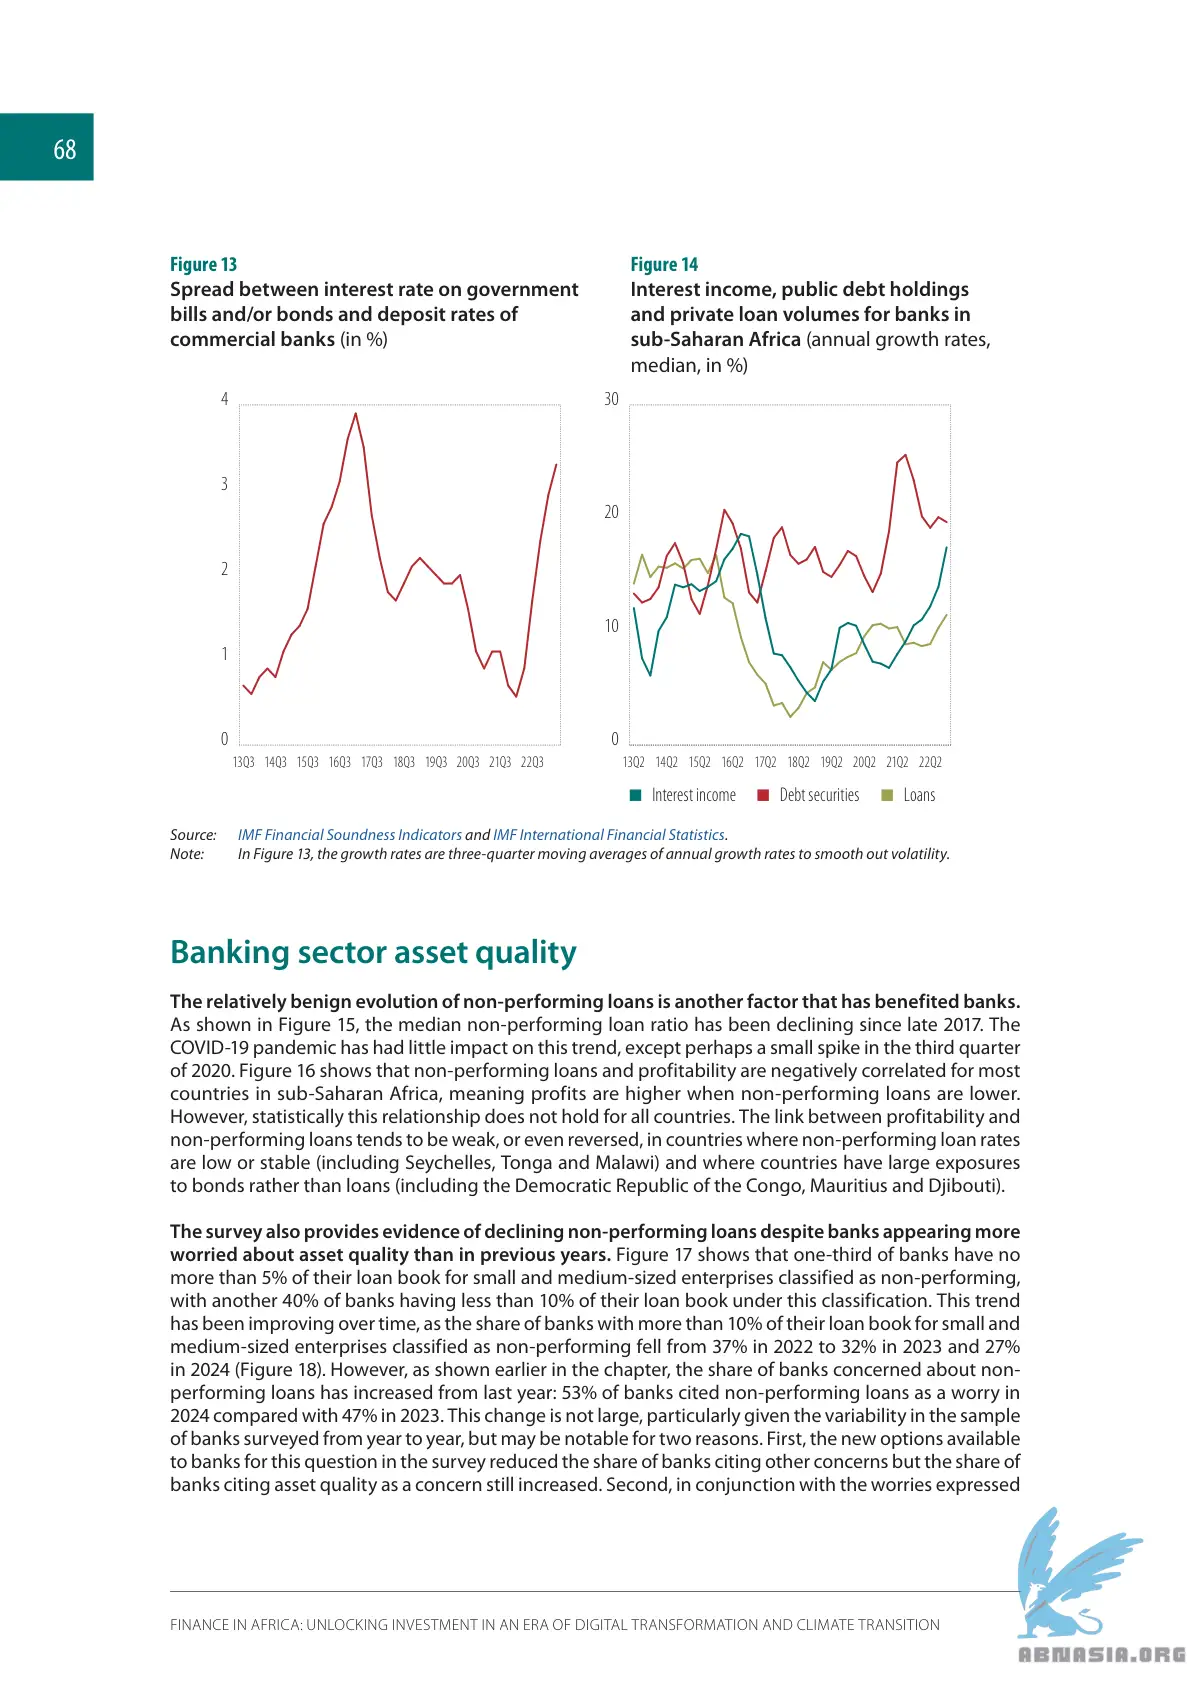 68
Figure 13
Spread between interest rate on government
bills and/or bonds and deposit rates of
commercial banks (in %)
4
3
2
1
0
13Q3 14Q3 15Q3 16Q3 17Q3 18Q3 19Q3 20Q3 21Q3 22Q3
Figure 14
Interest income, public debt holdings
and private loan volumes for banks in
sub-Saharan Africa (annual growth rates,
median, in %)
30
20
10
0
13Q2 14Q2 15Q2 16Q2 17Q2 18Q2 19Q2 20Q2 21Q2 22Q2
Interest income Debt securities Loans
Source: IMF Financial Soundness Indicators and IMF International Financial Statistics.
Note: In Figure 13, the growth rates are three-quarter moving averages of annual growth rates to smooth out volatility.
Banking sector asset quality
The relatively benign evolution of non-performing loans is another factor that has benefited banks.
As shown in Figure 15, the median non-performing loan ratio has been declining since late 2017. The
COVID-19 pandemic has had little impact on this trend, except perhaps a small spike in the third quarter
of 2020. Figure 16 shows that non-performing loans and profitability are negatively correlated for most
countries in sub-Saharan Africa, meaning profits are higher when non-performing loans are lower.
However, statistically this relationship does not hold for all countries. The link between profitability and
non-performing loans tends to be weak, or even reversed, in countries where non-performing loan rates
are low or stable (including Seychelles, Tonga and Malawi) and where countries have large exposures
to bonds rather than loans (including the Democratic Republic of the Congo, Mauritius and Djibouti).
The survey also provides evidence of declining non-performing loans despite banks appearing more
worried about asset quality than in previous years. Figure 17 shows that one-third of banks have no
more than 5% of their loan book for small and medium-sized enterprises classified as non-performing,
with another 40% of banks having less than 10% of their loan book under this classification. This trend
has been improving over time, as the share of banks with more than 10% of their loan book for small and
medium-sized enterprises classified as non-performing fell from 37% in 2022 to 32% in 2023 and 27%
in 2024 (Figure 18). However, as shown earlier in the chapter, the share of banks concerned about non-
performing loans has increased from last year: 53% of banks cited non-performing loans as a worry in
2024 compared with 47% in 2023. This change is not large, particularly given the variability in the sample
of banks surveyed from year to year, but may be notable for two reasons. First, the new options available
to banks for this question in the survey reduced the share of banks citing other concerns but the share of
banks citing asset quality as a concern still increased. Second, in conjunction with the worries expressed
FINANCE IN AFRICA: UNLOCKING INVESTMENT IN AN ERA OF DIGITAL TRANSFORMATION AND CLIMATE TRANSITION
ABNASIA.ORG